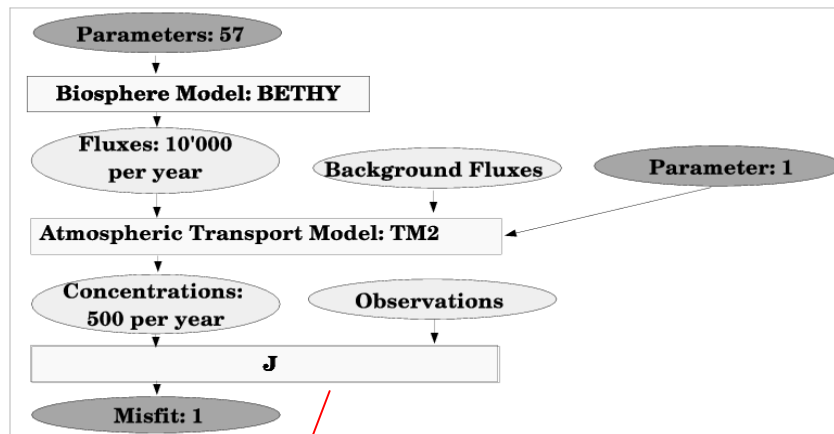 Parameters: 57
Biosphere Model: BETHY
Fluxes: 10'000
per year
Background Fluxes
Parameter: 1
Atmospheric Transport Model: TM2
Concentrations:
500 per year
Observations
J
Misfit: 1